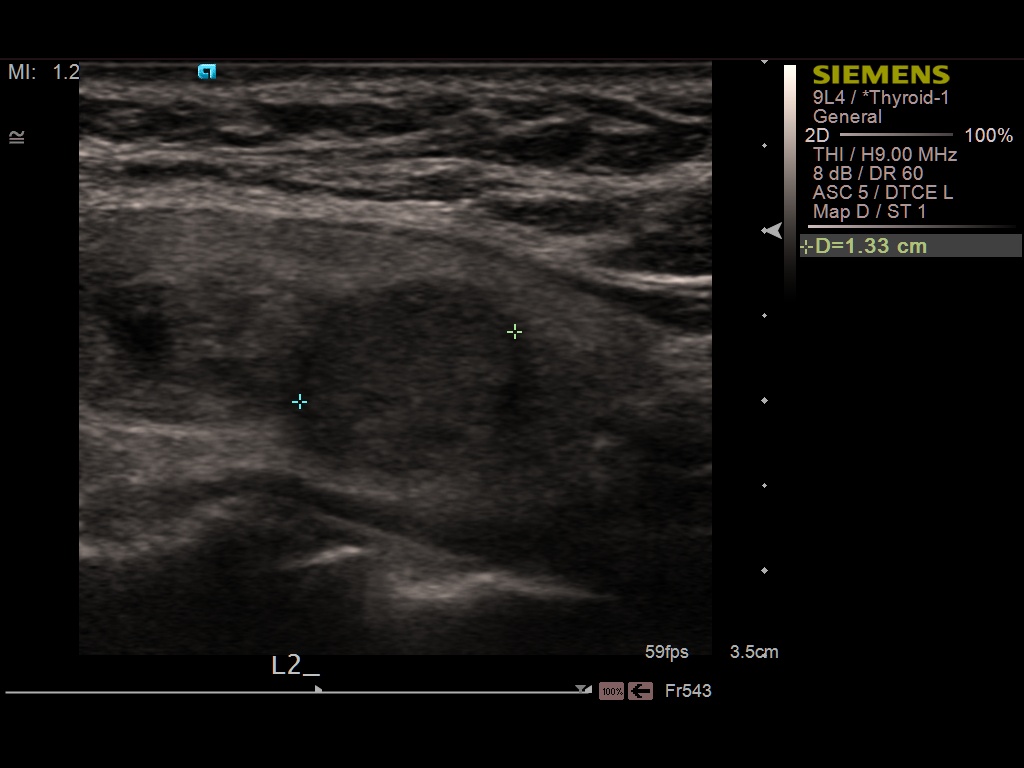 MI: 1.2
SIEMENS
9L4 / *Thyroid-1
General
2D 100%
THI / H9.00 MHz
8 dB / DR 60
ASC 5 / DTCE L
Map D / ST 1
D=1.33 cm
59fps 3.5cm
L2_
100% Fr543